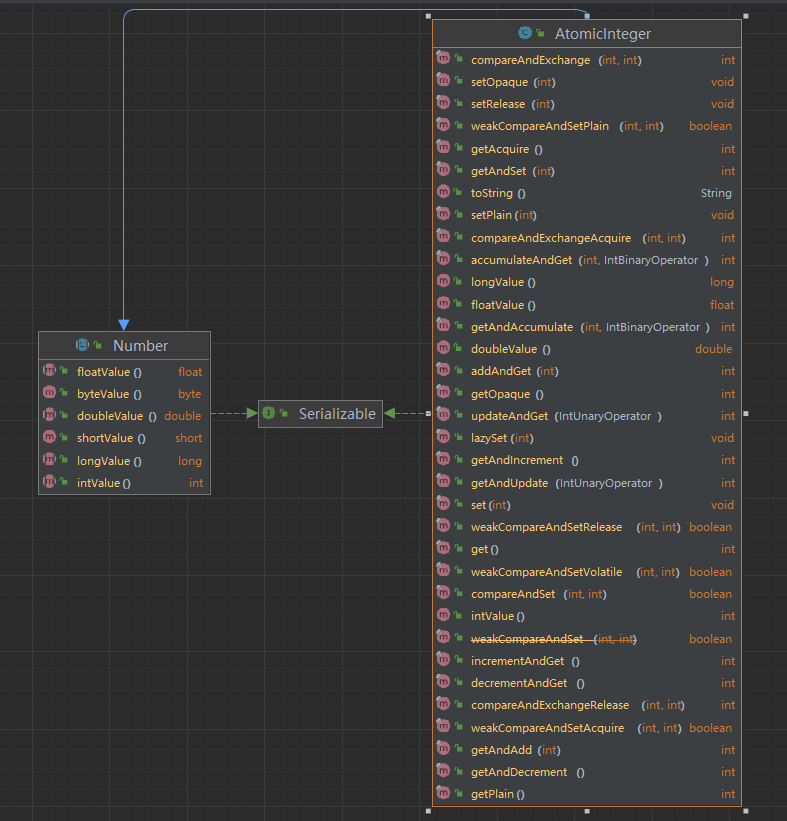 Number
floatValue () float
byteValue () byte
doubleValue () double
shortValue () short
longValue () long
intValue () int
Serializable
AtomicInteger
compareAndExchange (int, int) int
setOpaque (int) void
setRelease (int) void
weakCompareAndSetPlain (int, int) boolean
getAcquire () int
getAndSet (int) int
toString () String
setPlain (int) void
compareAndExchangeAcquire (int, int) int
accumulateAndGet (int, IntBinaryOperator ) int
longValue () long
floatValue () float
getAndAccumulate (int, IntBinaryOperator ) int
doubleValue () double
addAndGet (int) int
getOpaque () int
updateAndGet (IntUnaryOperator ) int
lazySet (int) void
getAndIncrement () int
getAndUpdate (IntUnaryOperator ) int
set (int) void
weakCompareAndSetRelease (int, int) boolean
get () int
weakCompareAndSetVolatile (int, int) boolean
compareAndSet (int, int) boolean
intValue () int
weakCompareAndSet (int, int) boolean
incrementAndGet () int
decrementAndGet () int
compareAndExchangeRelease (int, int) int
weakCompareAndSetAcquire (int, int) boolean
getAndAdd (int) int
getAndDecrement () int
getPlain () int